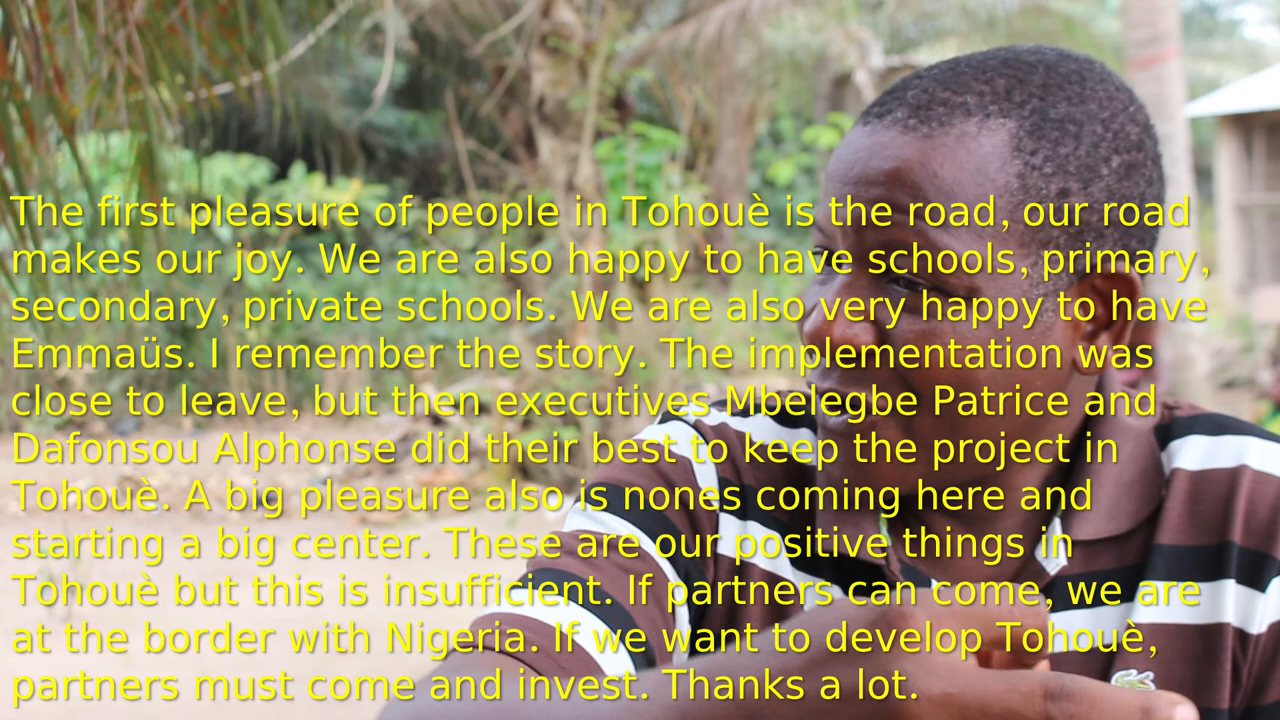 The first pleasure of people in Tohouè is the road, our road
makes our joy. We are also happy to have schools, primary,
secondary, private schools. We are also very happy to have
Emmaüs. I remember the story. The implementation was
close to leave, but then executives Mbelegbe Patrice and
Dafonsou Alphonse did their best to keep the project in
Tohouè. A big pleasure also is nones coming here and
starting a big center. These are our positive things in
Tohouè but this is insufficient. If partners can come, we are
at the border with Nigeria. If we want to develop Tohouè,
partners must come and invest. Thanks a lot.